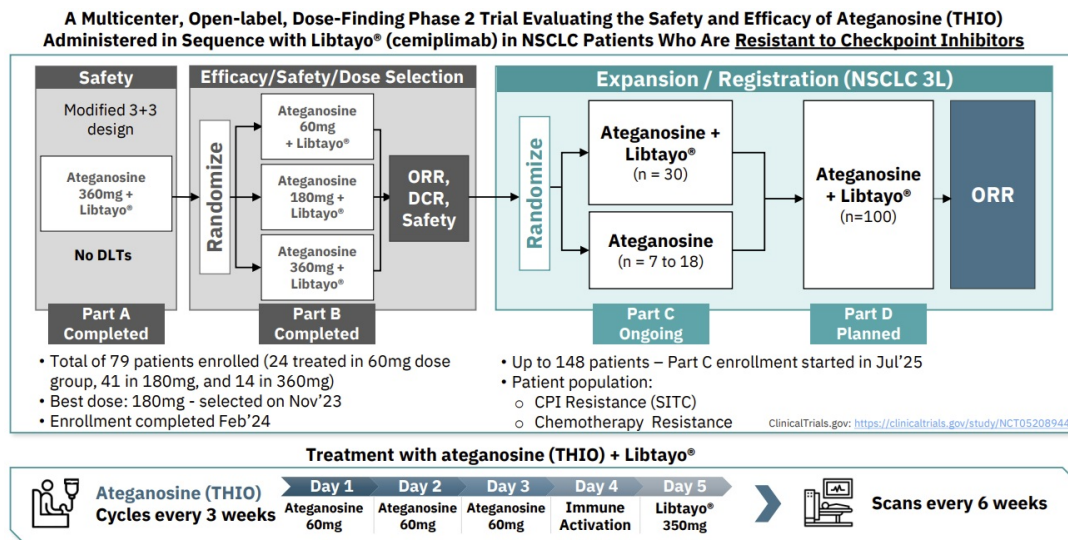 A Multicenter, Open-label, Dose-Finding Phase 2 Trial Evaluating the Safety and Efficacy of Ateganosine (THIO)
Administered in Sequence with Libtayo® (cemiplimab) in NSCLC Patients Who Are Resistant to Checkpoint Inhibitors
Safety
Modified 3+3
design
Ateganosine
360mg +
Libtayo®
No DLTs
Part A
Completed
Efficacy/Safety/Dose Selection
Randomize
Ateganosine
60mg
+ Libtayo®
Ateganosine
180mg +
Libtayo®
Ateganosine
360mg +
Libtayo®
ORR,
DCR,
Safety
Part B
Completed
Expansion / Registration (NSCLC 3L)
Randomize
Ateganosine +
Libtayo®
(n = 30)
Ateganosine
(n = 7 to 18)
Part C
Ongoing
Ateganosine
+ Libtayo®
(n=100)
Part D
Planned
ORR
• Total of 79 patients enrolled (24 treated in 60mg dose
group, 41 in 180mg, and 14 in 360mg)
• Best dose: 180mg - selected on Nov'23
• Enrollment completed Feb'24
• Up to 148 patients – Part C enrollment started in Jul'25
• Patient population:
o CPI Resistance (SITC)
o Chemotherapy Resistance
ClinicalTrials.gov: https://clinicaltrials.gov/study/NCT05208944
Treatment with ateganosine (THIO) + Libtayo®
Ateganosine (THIO)
Cycles every 3 weeks
Day 1
Ateganosine
60mg
Day 2
Ateganosine
60mg
Day 3
Ateganosine
60mg
Day 4
Immune
Activation
Day 5
Libtayo®
350mg
Scans every 6 weeks